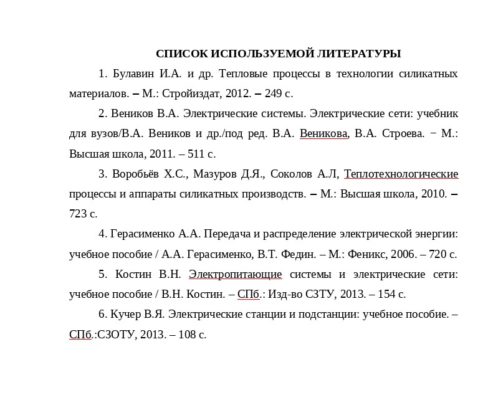 СПИСОК ИСПОЛЬЗУЕМОЙ ЛИТЕРАТУРЫ
1. Булавин И.А. и др. Тепловые процессы в технологии силикатных
материалов. – М.: Стройиздат, 2012. – 249 с.
2. Веников В.А. Электрические системы. Электрические сети: учебник
для вузов/В.А. Веников и др./под ред. В.А. Веникова, В.А. Строева. − М.:
Высшая школа, 2011. – 511 с.
3. Воробьёв Х.С., Мазуров Д.Я., Соколов А.Л, Теплотехнологические
процессы и аппараты силикатных производств. – М.: Высшая школа, 2010. –
723 с.
4. Герасименко А.А. Передача и распределение электрической энергии:
учебное пособие / А.А. Герасименко, В.Т. Федин. – М.: Феникс, 2006. – 720 с.
5. Костин В.Н. Электропитающие системы и электрические сети:
учебное пособие / В.Н. Костин. – СПб.: Изд-во СЗТУ, 2013. – 154 с.
6. Кучер В.Я. Электрические станции и подстанции: учебное пособие. –
СПб.:СЗОТУ, 2013. – 108 с.